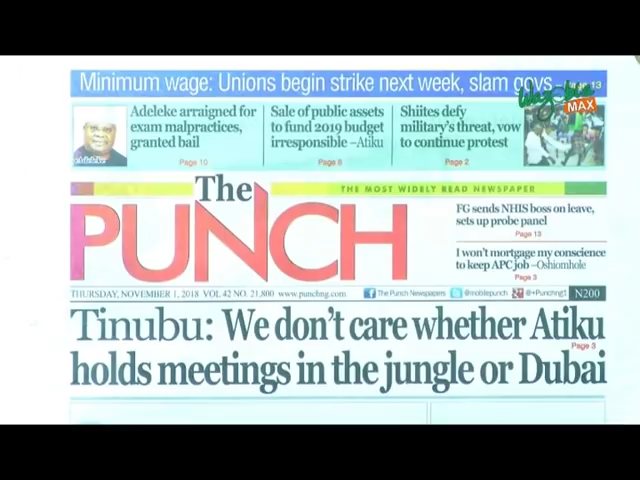 Minimum wage: Unions begin strike next week, slam govs – Page 13
Wazobia
MAX
Adeleke arraigned for
exam malpractices,
granted bail
Page 10
Sale of public assets
to fund 2019 budget
irresponsible –Atiku
Page 8
Shiites defy
military's threat, vow
to continue protest
Page 2
The
PUNCH
THE MOST WIDELY READ NEWSPAPER
FG sends NHIS boss on leave,
sets up probe panel
Page 13
I won't mortgage my conscience
to keep APC job –Oshiomhole
Page 3
THURSDAY, NOVEMBER 1, 2018 VOL 42 NO. 21,800 www.punchng.com
The Punch Newspapers
@mobilepunch
@+Punchng1
N200
Tinubu: We don't care whether Atiku
Page 3
holds meetings in the jungle or Dubai